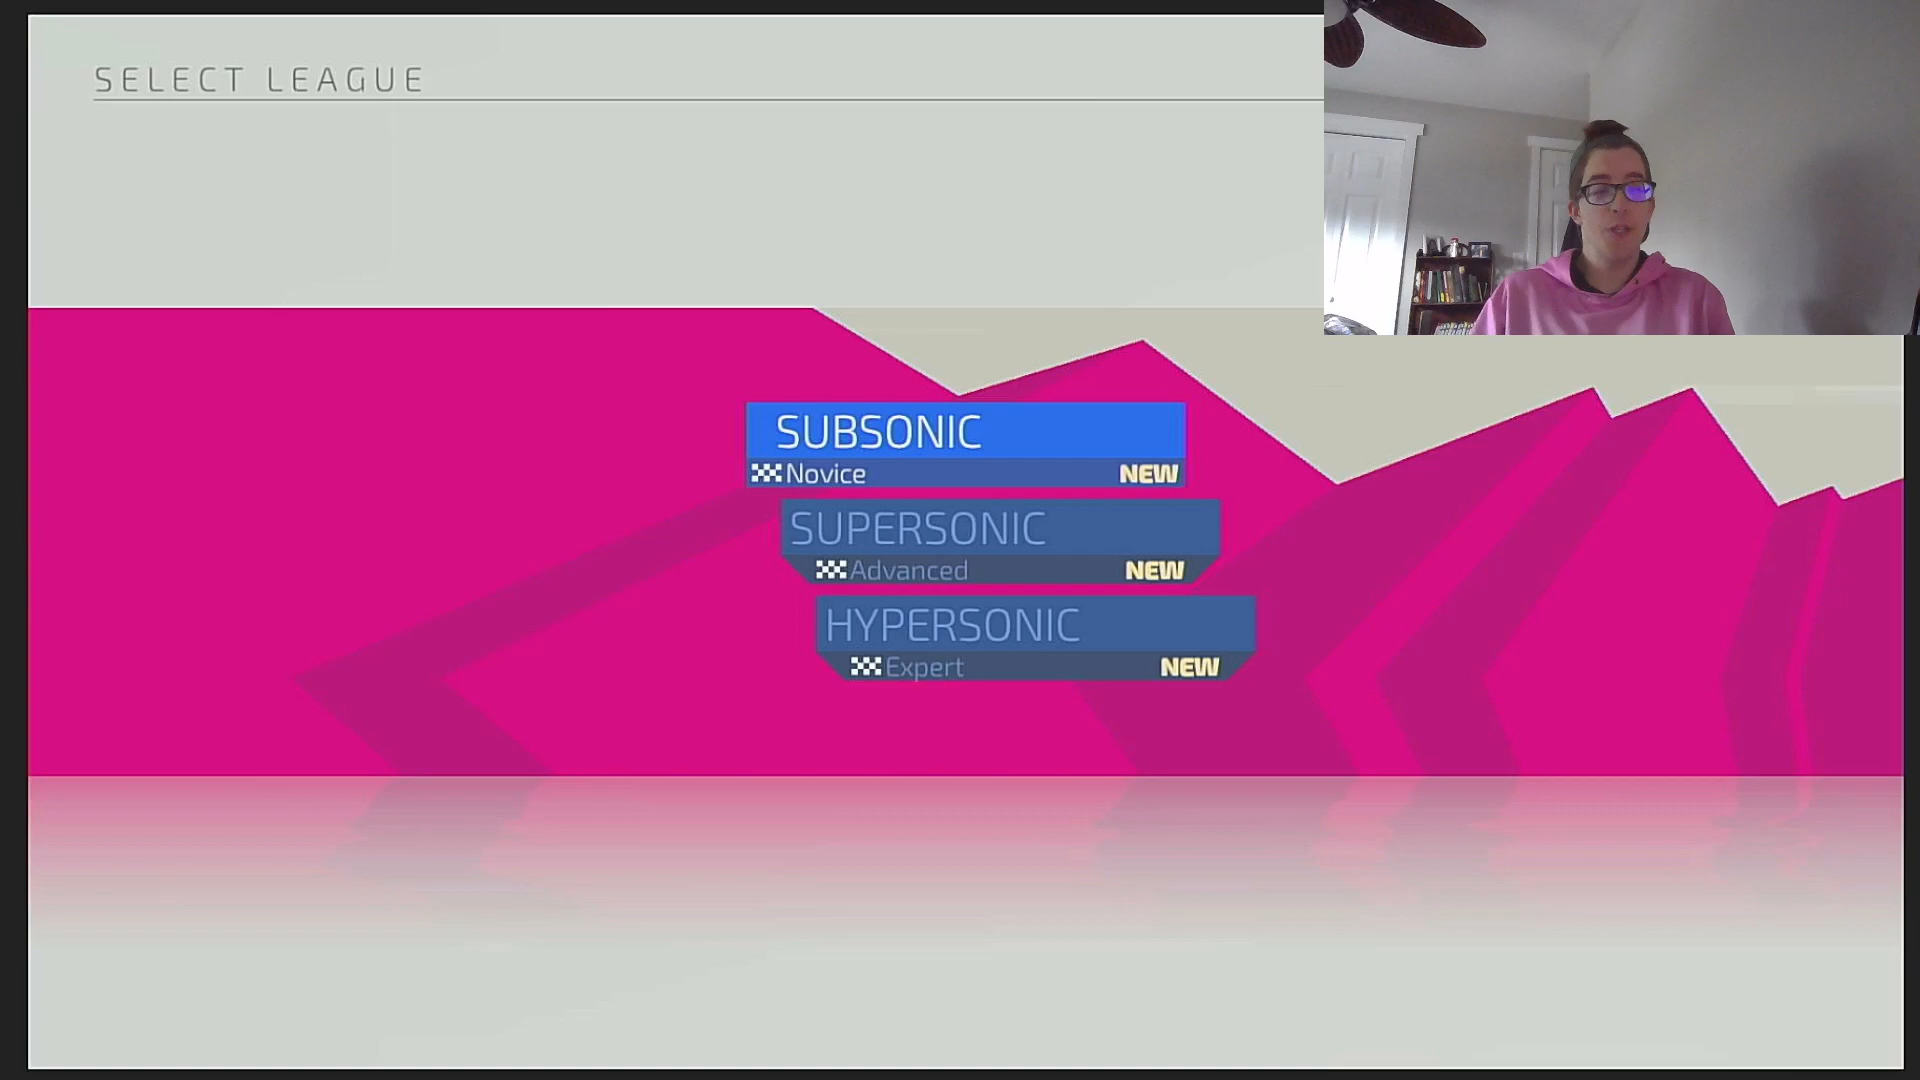 SELECT LEAGUE
SUBSONIC
Novice NEW
SUPERSONIC
Advanced NEW
HYPERSONIC
Expert NEW